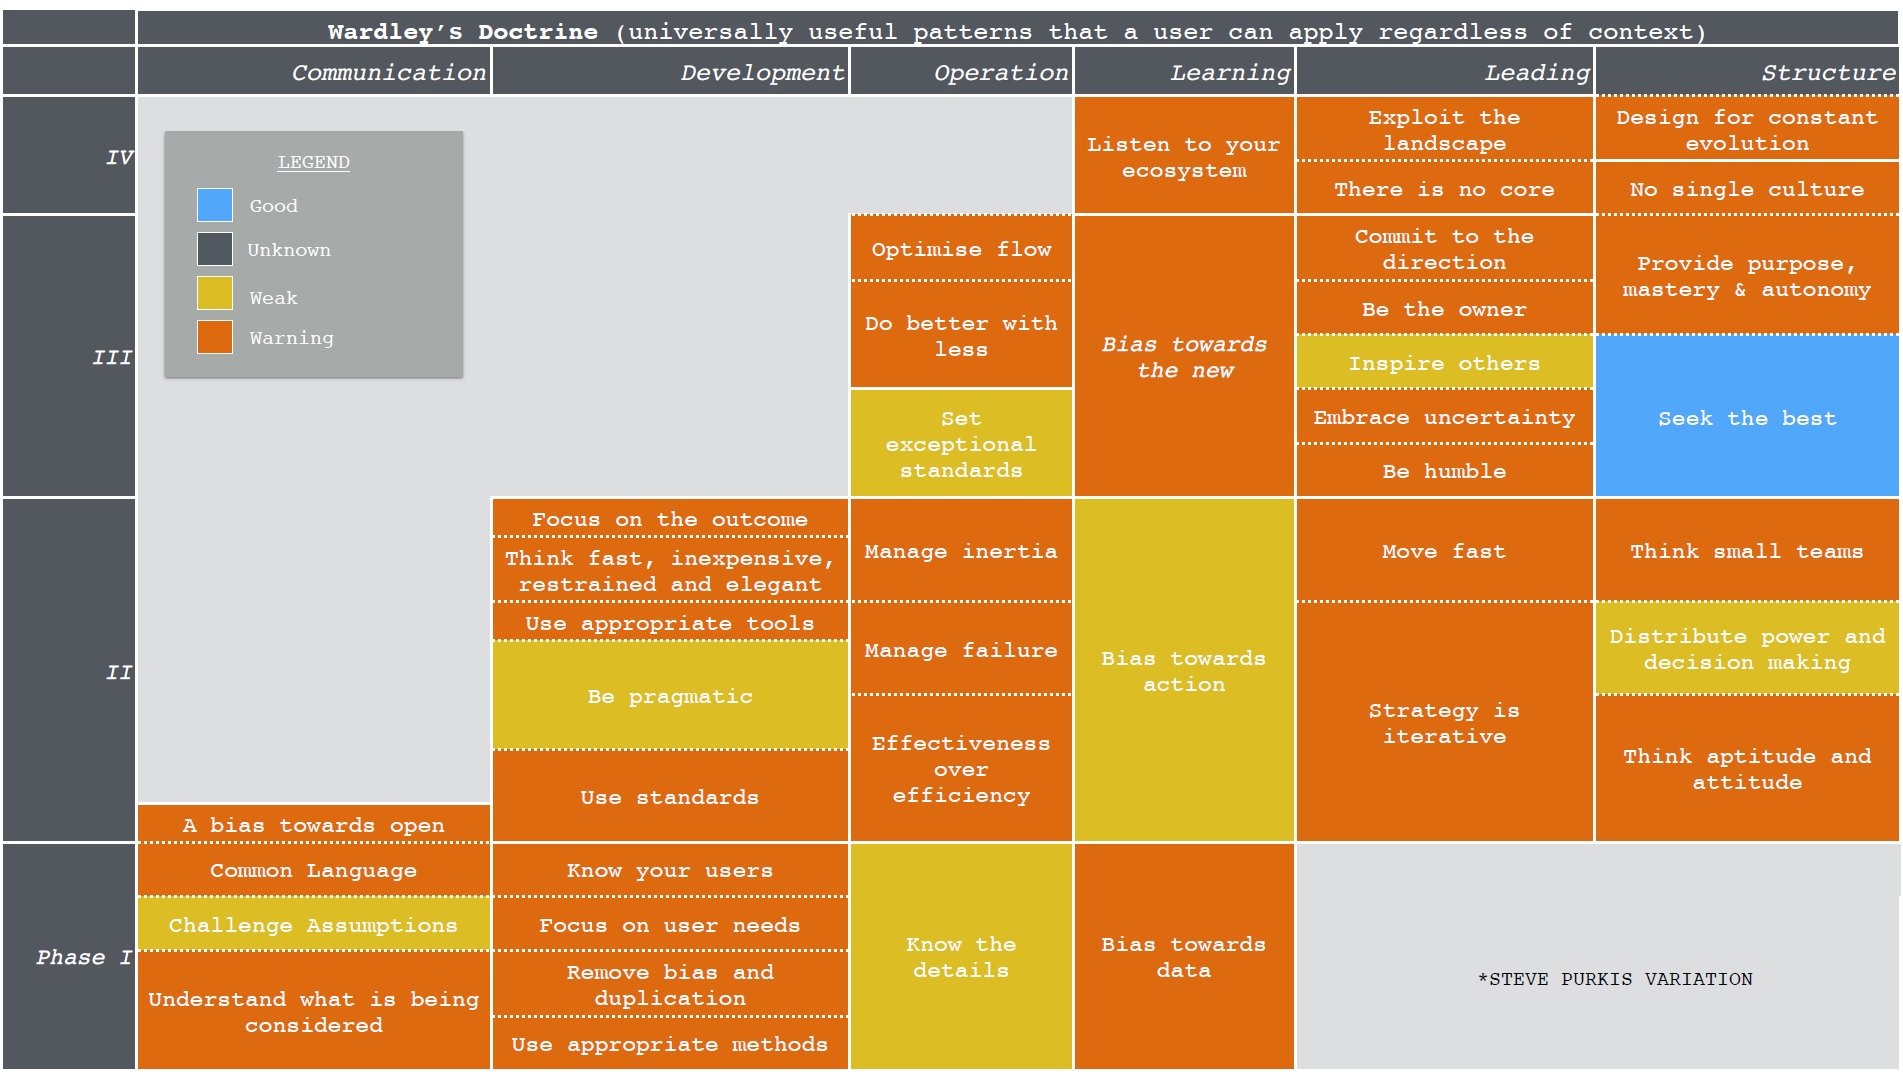 Wardley’s Doctrine (universally useful patterns that a user can apply regardless of context)
Communication
Development
Operation
Learning
Leading
Structure
IV
LEGEND
Good
Unknown
Weak
Warning
Listen to your
ecosystem
Exploit the
landscape
There is no core
Design for constant
evolution
No single culture
III
Optimise flow
Do better with
less
Set
exceptional
standards
Bias towards
the new
Commit to the
direction
Be the owner
Inspire others
Embrace uncertainty
Be humble
Provide purpose,
mastery & autonomy
Seek the best
II
A bias towards open
Focus on the outcome
Think fast, inexpensive,
restrained and elegant
Use appropriate tools
Be pragmatic
Use standards
Manage inertia
Manage failure
Effectiveness
over
efficiency
Bias towards
action
Move fast
Strategy is
iterative
Think small teams
Distribute power and
decision making
Think aptitude and
attitude
Phase I
Common Language
Challenge Assumptions
Understand what is being
considered
Know your users
Focus on user needs
Remove bias and
duplication
Use appropriate methods
Know the
details
Bias towards
data
*STEVE PURKIS VARIATION